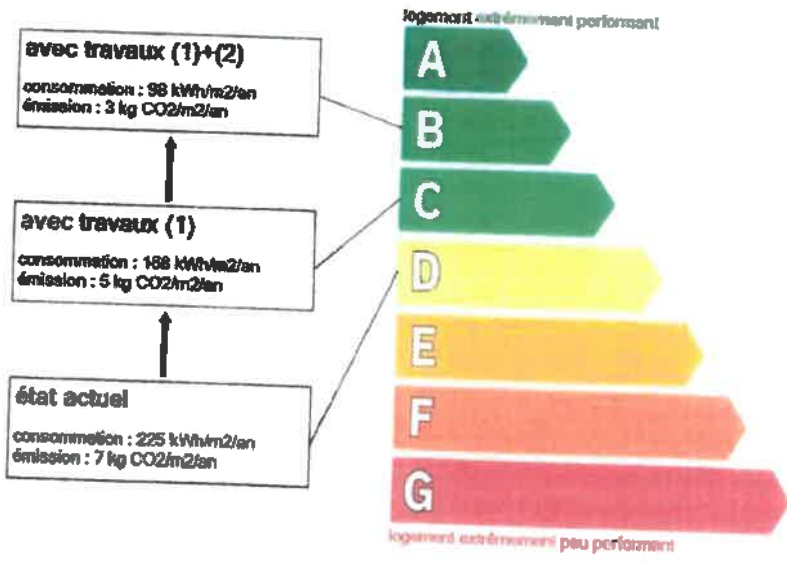 logement extrêmement performant
avec travaux (1)+(2)
consommation : 98 kWh/m2/an
émission : 3 kg CO2/m2/an
avec travaux (1)
consommation : 168 kWh/m2/an
émission : 5 kg CO2/m2/an
état actuel
consommation : 225 kWh/m2/an
émission : 7 kg CO2/m2/an
A
B
C
D
E
F
G
logement extrêmement peu performant